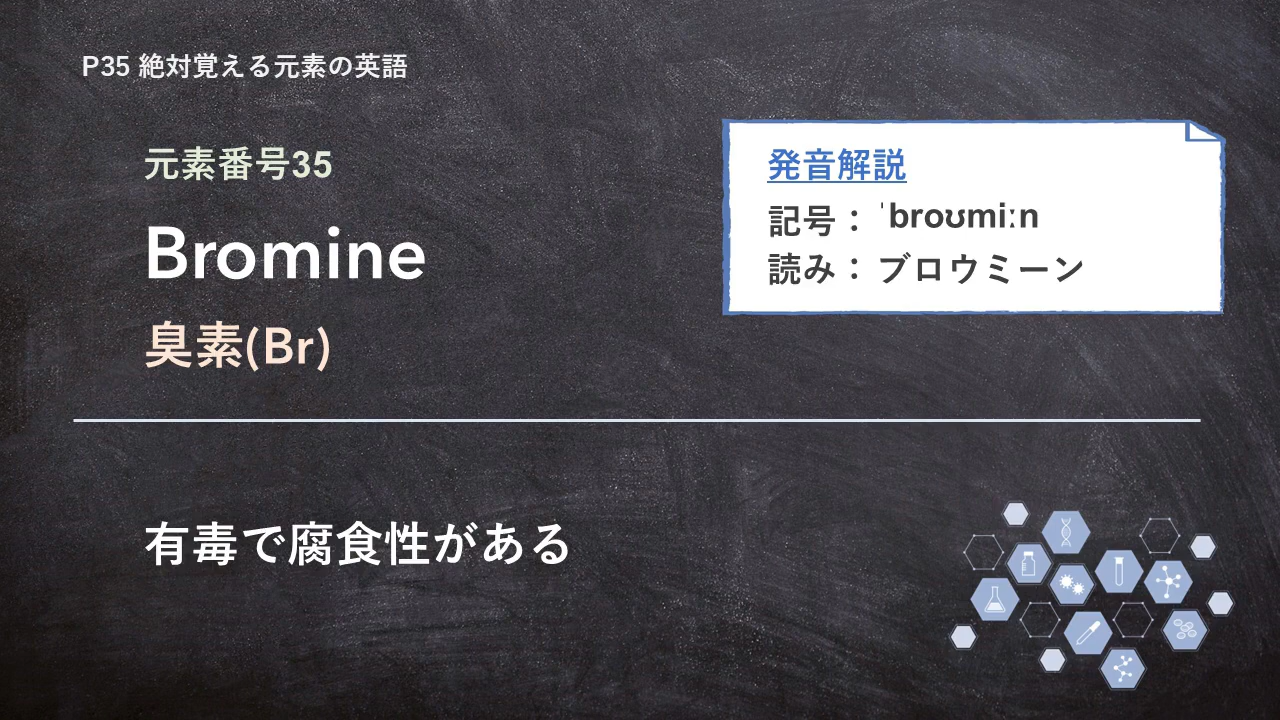 P35 絶対覚える元素の英語
元素番号35
Bromine
臭素(Br)
発音解説
記号： ˈbroʊmiːn
読み： ブロウミーン
有毒で腐食性がある